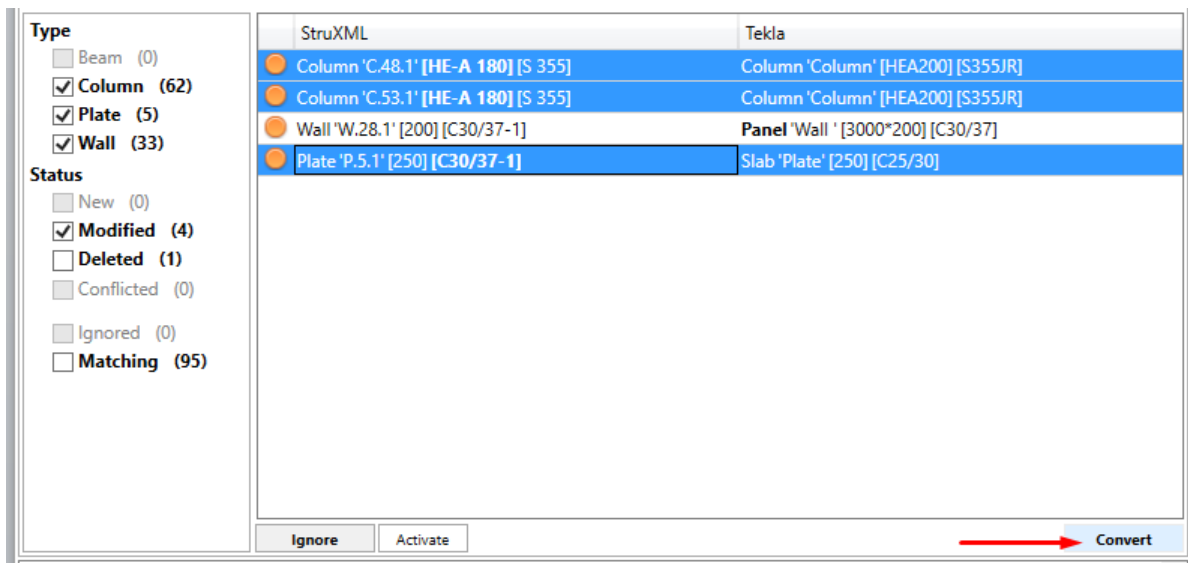 Type
Beam (0)
Column (62)
Plate (5)
Wall (33)
Status
New (0)
Modified (4)
Deleted (1)
Conflicted (0)
Ignored (0)
Matching (95)
StruXML Tekla
Column 'C.48.1' [HE-A 180] [S 355] Column 'Column' [HEA200] [S355JR]
Column 'C.53.1' [HE-A 180] [S 355] Column 'Column' [HEA200] [S355JR]
Wall 'W.28.1' [200] [C30/37-1] Panel 'Wall ' [3000*200] [C30/37]
Plate 'P.5.1' [250] [C30/37-1] Slab 'Plate' [250] [C25/30]
Ignore Activate Convert